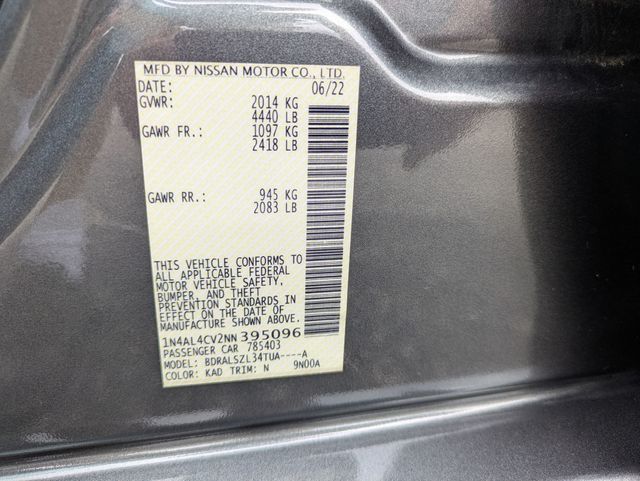 MFD BY NISSAN MOTOR CO., LTD.
DATE: 06/22
GVWR: 2014 KG
4440 LB
GAWR FR.: 1097 KG
2418 LB
GAWR RR.: 945 KG
2083 LB
THIS VEHICLE CONFORMS TO
ALL APPLICABLE FEDERAL
MOTOR VEHICLE SAFETY,
BUMPER, AND THEFT
PREVENTION STANDARDS IN
EFFECT ON THE DATE OF
MANUFACTURE SHOWN ABOVE.
1N4AL4CV2NN 395096
PASSENGER CAR 785403
MODEL: BDRALSZL34TUA----A
COLOR: KAD TRIM: N 9N00A